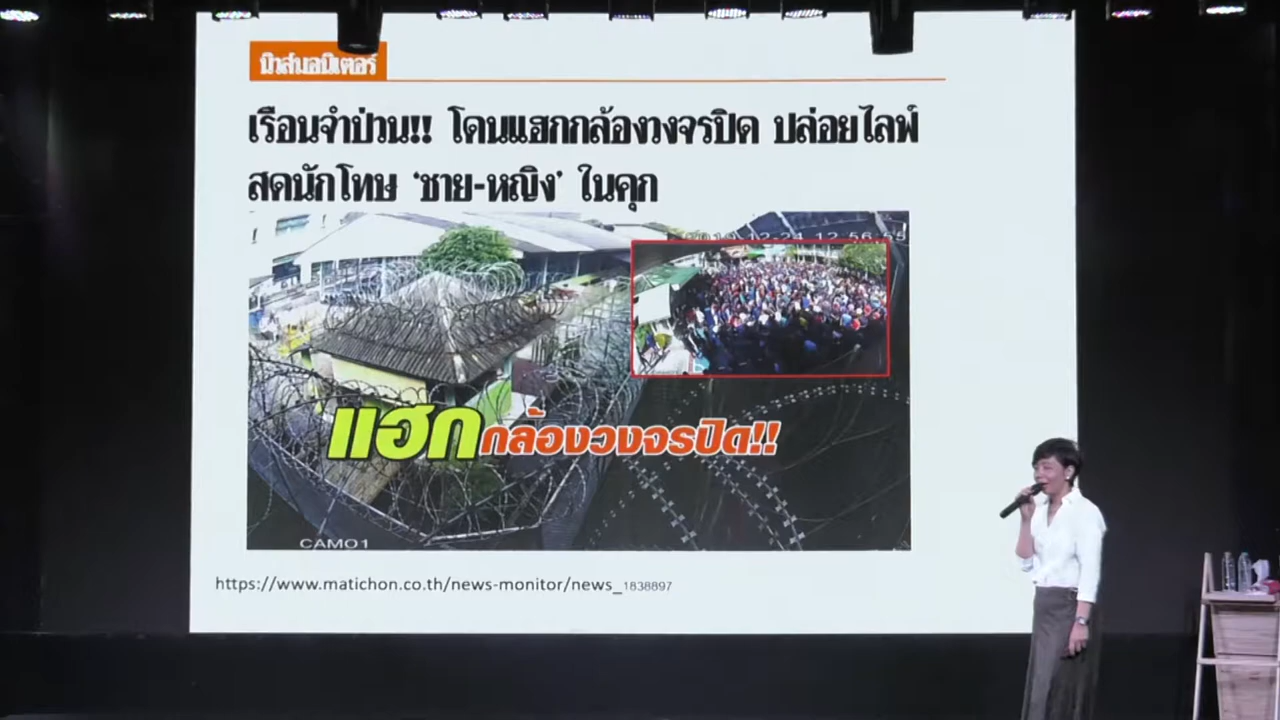 นิวส์มอนิเตอร์
เรือนจำป่วน!! โดนแฮกกล้องวงจรปิด ปล่อยไลฟ์
สดนักโทษ ‘ชาย-หญิง’ ในคุก
12-24 12:56
แฮกกล้องวงจรปิด!!
CAM01
https://www.matichon.co.th/news-monitor/news_1838897